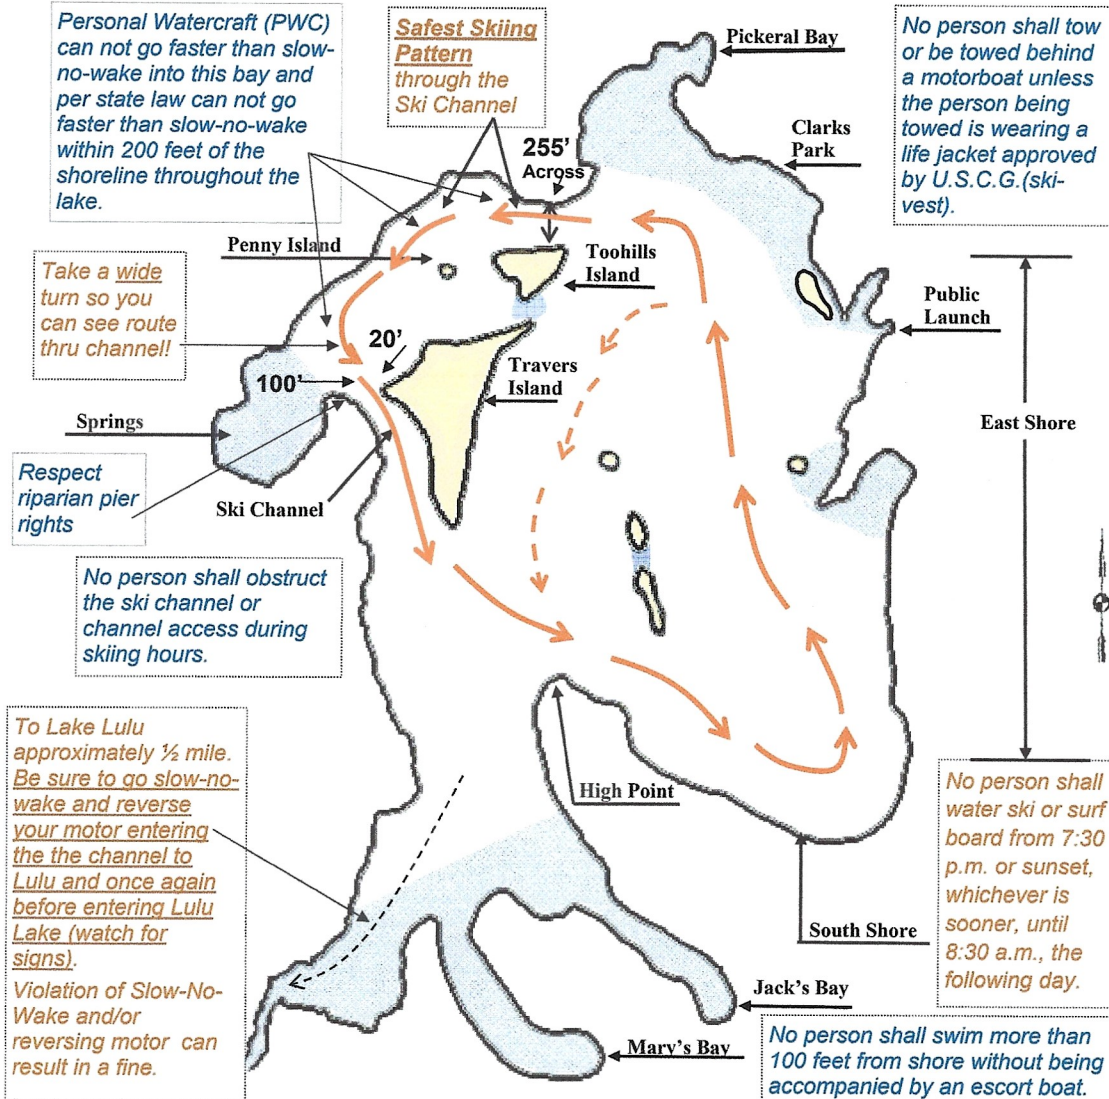 Personal Watercraft (PWC)
can not go faster than slow-
no-wake into this bay and
per state law can not go
faster than slow-no-wake
within 200 feet of the
shoreline throughout the
lake.
Safest Skiing
Pattern
through the
Ski Channel
Pickeral Bay
No person shall tow
or be towed behind
a motorboat unless
the person being
towed is wearing a
life jacket approved
by U.S.C.G.(ski-
vest).
255'
Across
Clarks
Park
Penny Island
Toohills
Island
Take a wide
turn so you
can see route
thru channel!
Public
Launch
20'
100'
Travers
Island
Springs
East Shore
Respect
riparian pier
rights
Ski Channel
No person shall obstruct
the ski channel or
channel access during
skiing hours.
To Lake Lulu
approximately ½ mile.
Be sure to go slow-no-
wake and reverse
your motor entering
the the channel to
Lulu and once again
before entering Lulu
Lake (watch for
signs).
Violation of Slow-No-
Wake and/or
reversing motor can
result in a fine.
High Point
No person shall
water ski or surf
board from 7:30
p.m. or sunset,
whichever is
sooner, until
8:30 a.m., the
following day.
South Shore
Jack's Bay
Mary's Bay
No person shall swim more than
100 feet from shore without being
accompanied by an escort boat.